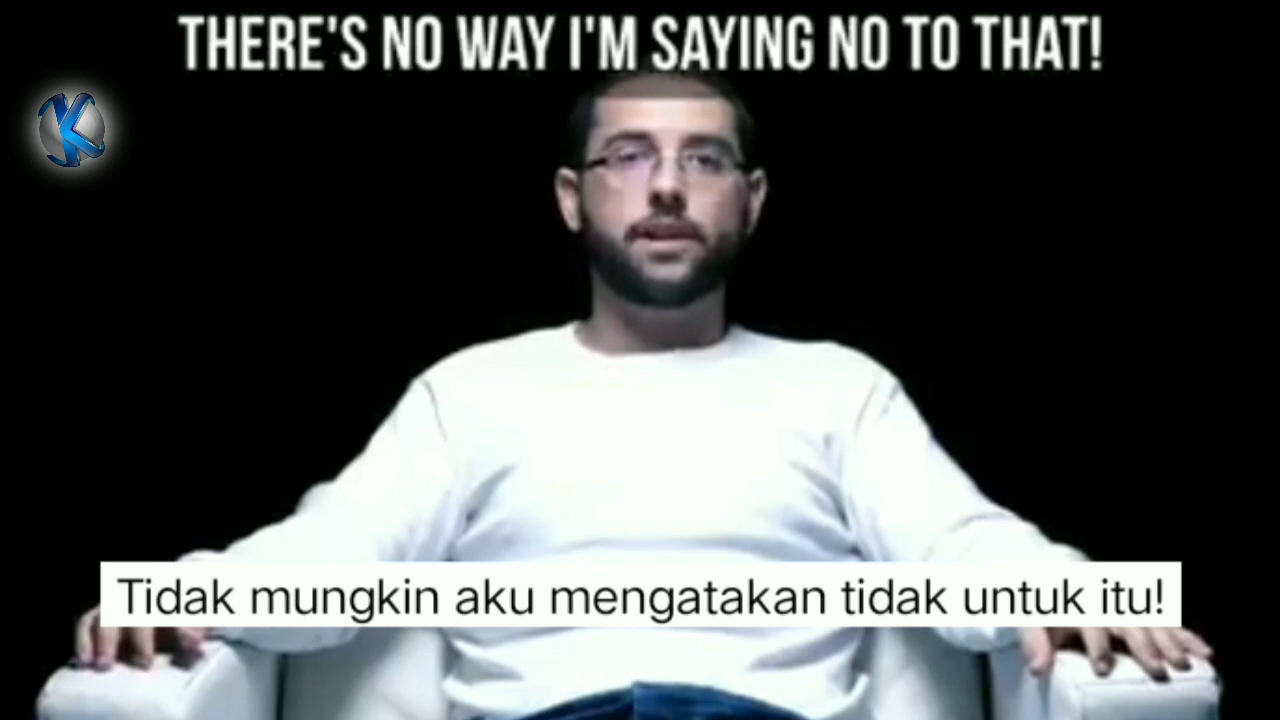 THERE'S NO WAY I'M SAYING NO TO THAT!
K
Tidak mungkin aku mengatakan tidak untuk itu!